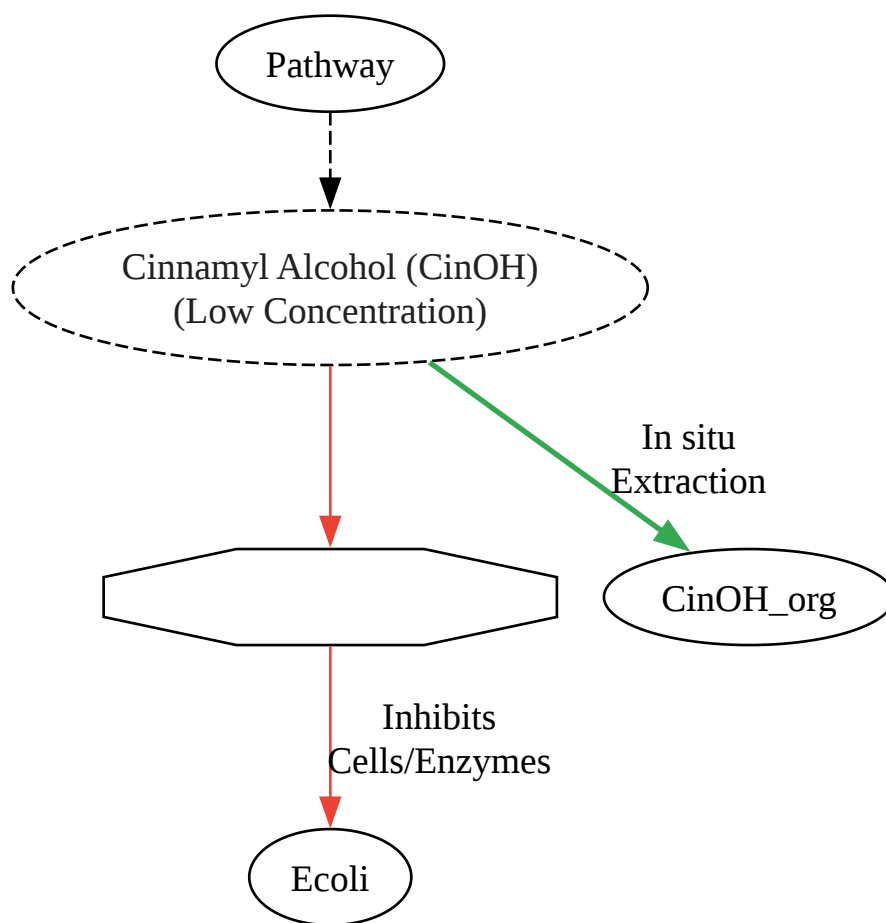 Pathway
Cinnamyl Alcohol (CinOH)
(Low Concentration)
In situ
Extraction
CinOH_org
Inhibits
Cells/Enzymes
Ecoli